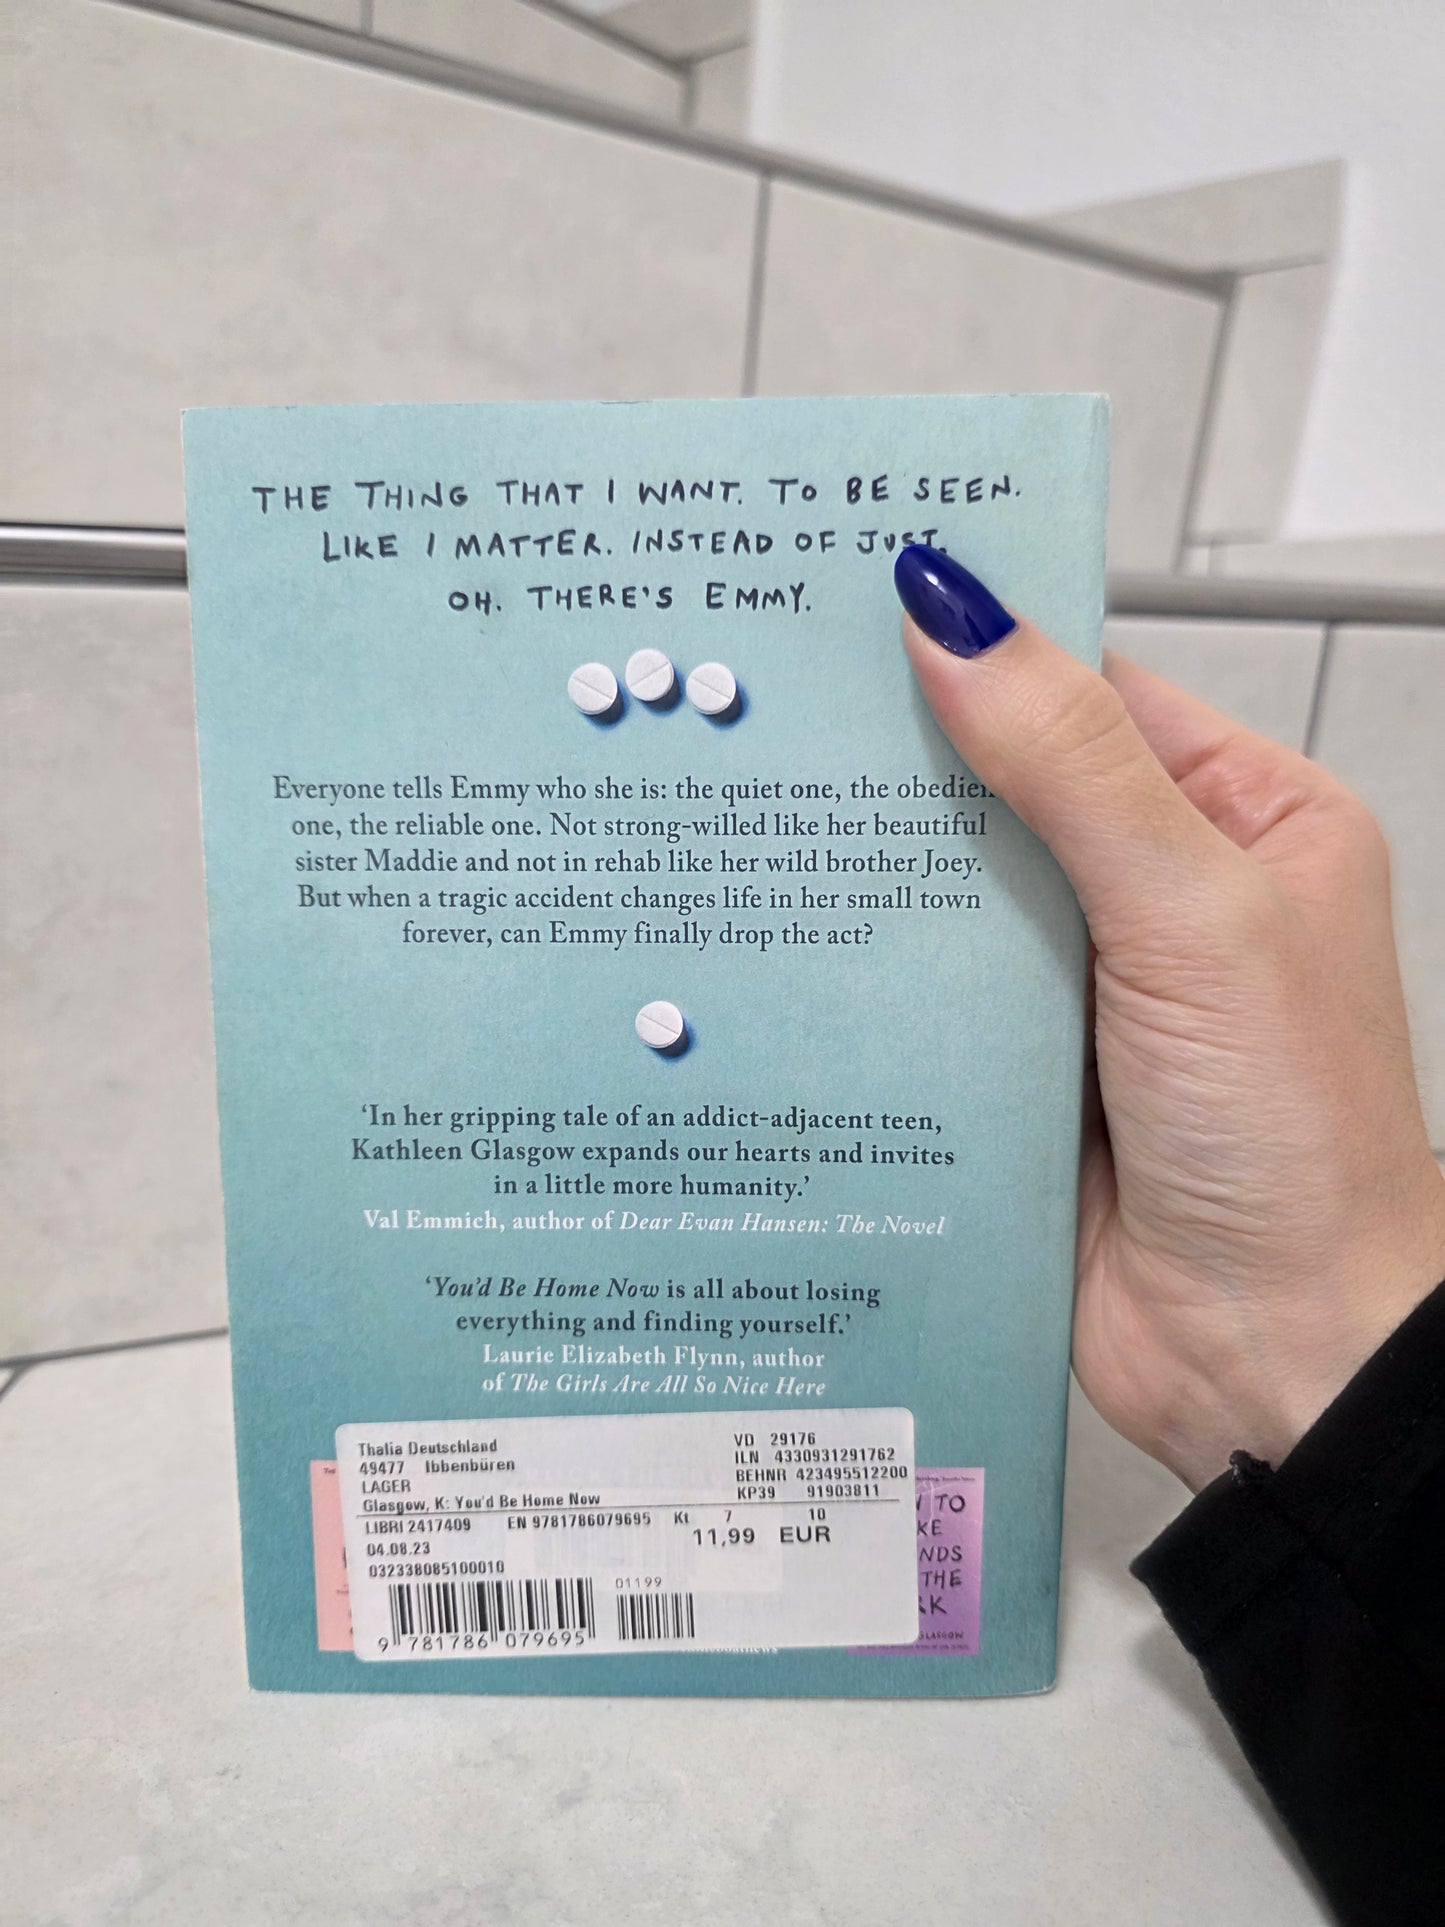 THE THING THAT I WANT. TO BE SEEN.
LIKE I MATTER. INSTEAD OF JUST.
OH. THERE'S EMMY.
Everyone tells Emmy who she is: the quiet one, the obedien
one, the reliable one. Not strong-willed like her beautiful
sister Maddie and not in rehab like her wild brother Joey.
But when a tragic accident changes life in her small town
forever, can Emmy finally drop the act?
‘In her gripping tale of an addict-adjacent teen,
Kathleen Glasgow expands our hearts and invites
in a little more humanity.’
Val Emmich, author of Dear Evan Hansen: The Novel
‘You’d Be Home Now is all about losing
everything and finding yourself.’
Laurie Elizabeth Flynn, author
of The Girls Are All So Nice Here
Thalia Deutschland
49477 Ibbenbüren
LAGER
Glasgow, K: You'd Be Home Now
VD 29176
ILN 4330931291762
BEHNR 423495512200
KP39 91903811
LIBRI 2417409 EN 9781786079695 Kt 7 10
11,99 EUR
04.08.23
032338085100010
01199
9 781786 079695
TO
KE
NDS
THE
RK
GLASGOW